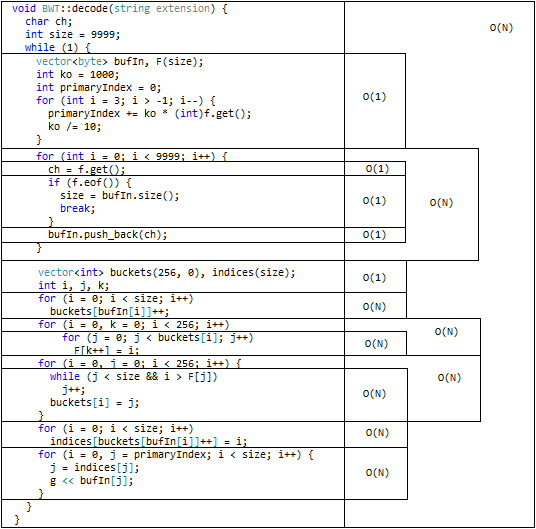 void BWT::decode(string extension) {
char ch;
O(N)
int size = 9999;
while (1) {
vector<byte> bufIn, F(size);
int ko = 1000;
int primaryIndex = 0;
for (int i = 3; i > -1; i--) {
O(1)
primaryIndex += ko * (int)f.get();
ko /= 10;
}
for (int i = 0; i < 9999; i++) {
ch = f.get();
O(1)
if (f.eof()) {
size = bufIn.size();
O(1)
O(N)
break;
}
bufIn.push_back(ch);
O(1)
}
vector<int> buckets(256, 0), indices(size);
O(1)
int i, j, k;
for (i = 0; i < size; i++)
O(N)
buckets[bufIn[i]]++;
for (i = 0, k = 0; i < 256; i++)
O(N)
for (j = 0; j < buckets[i]; j++)
O(N)
F[k++] = i;
for (i = 0, j = 0; i < 256; i++) {
while (j < size && i > F[j])
O(N)
j++;
O(N)
buckets[i] = j;
}
for (i = 0; i < size; i++)
O(N)
indices[buckets[bufIn[i]]++] = i;
for (i = 0, j = primaryIndex; i < size; i++) {
j = indices[j];
O(N)
g << bufIn[j];
}
}
}